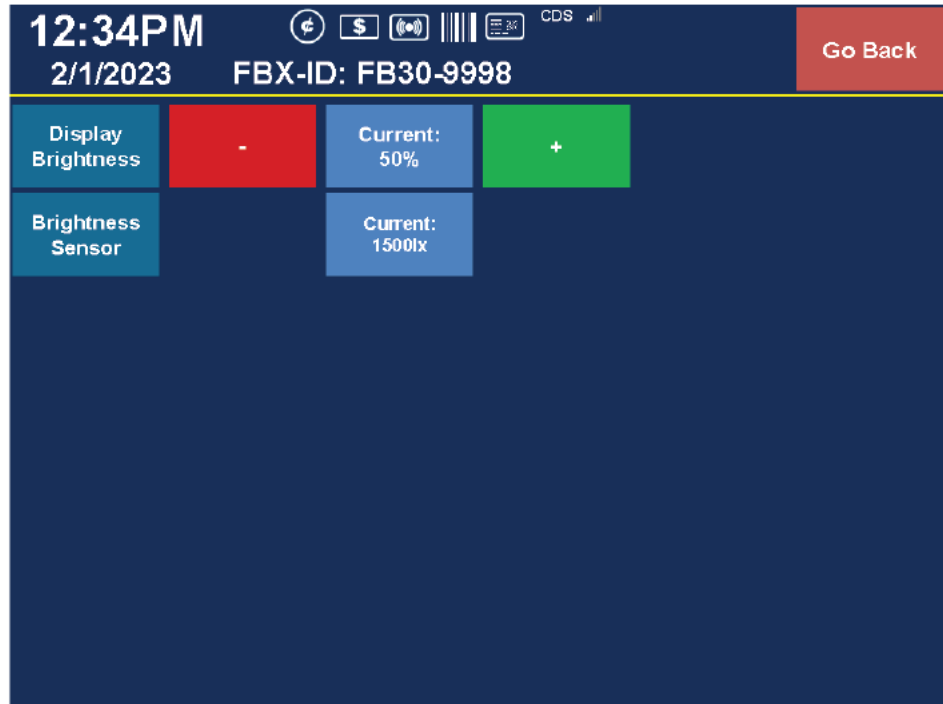 12:34PM
CDS
2/1/2023 FBX-ID: FB30-9998
Go Back
Display
Brightness
-
Current:
50%
+
Brightness
Sensor
Current:
1500lx